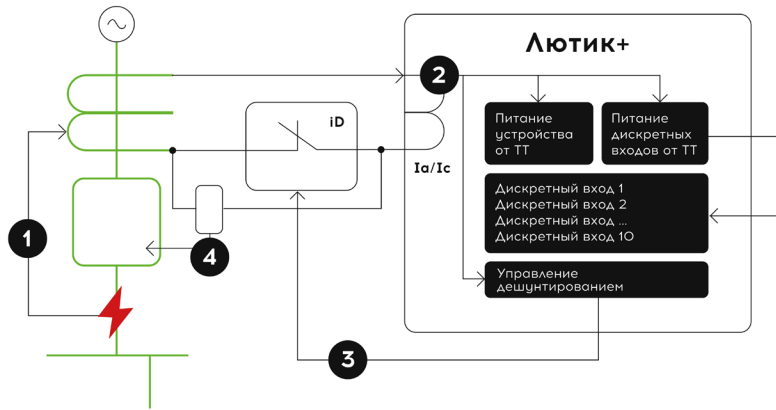 Лютик+
2
iD
Питание
устройства
от ТТ
Питание
дискретных
входов от ТТ
Ia/Ic
Дискретный вход 1
Дискретный вход 2
Дискретный вход ...
Дискретный вход 10
1
4
Управление
дешунтированием
3